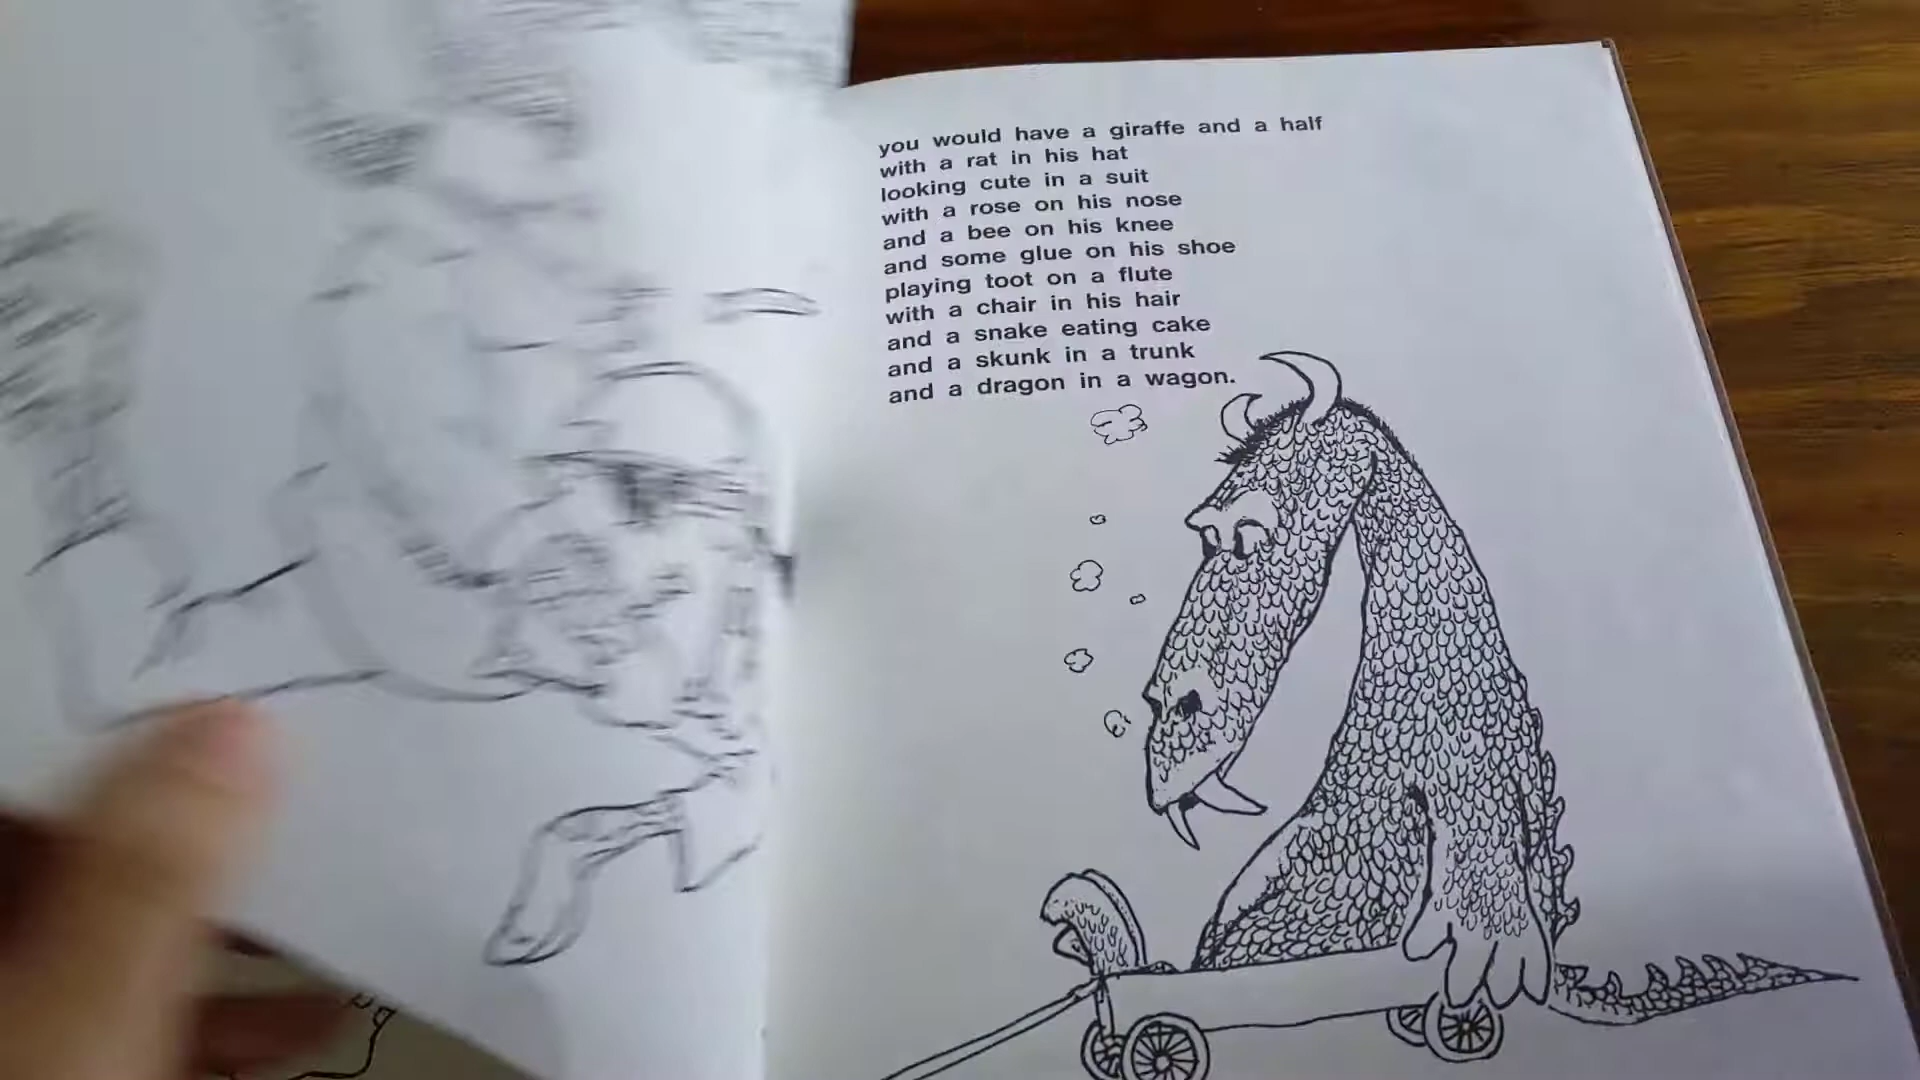 you would have a giraffe and a half
with a rat in his hat
looking cute in a suit
with a rose on his nose
and a bee on his knee
and some glue on his shoe
playing toot on a flute
with a chair in his hair
and a snake eating cake
and a skunk in a trunk
and a dragon in a wagon.